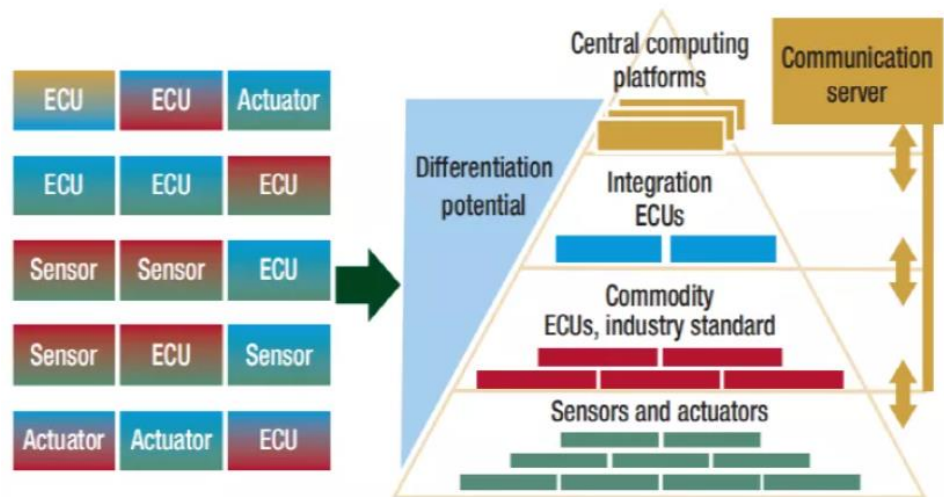 ECU ECU Actuator
ECU ECU ECU
Sensor Sensor ECU
Sensor ECU Sensor
Actuator Actuator ECU
Differentiation
potential
Central computing
platforms
Integration
ECUs
Commodity
ECUs, industry standard
Sensors and actuators
Communication
server